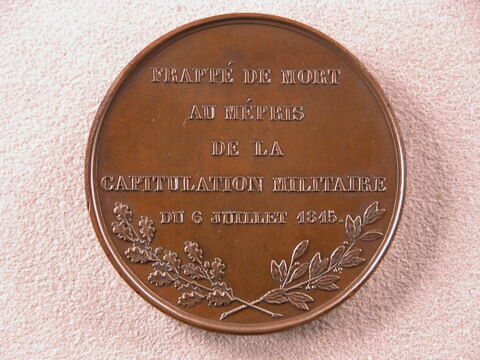 FRAPPÉ DE MORT
AU MÉPRIS
DE LA
CAPITULATION MILITAIRE
DU 6 JUILLET 1815.